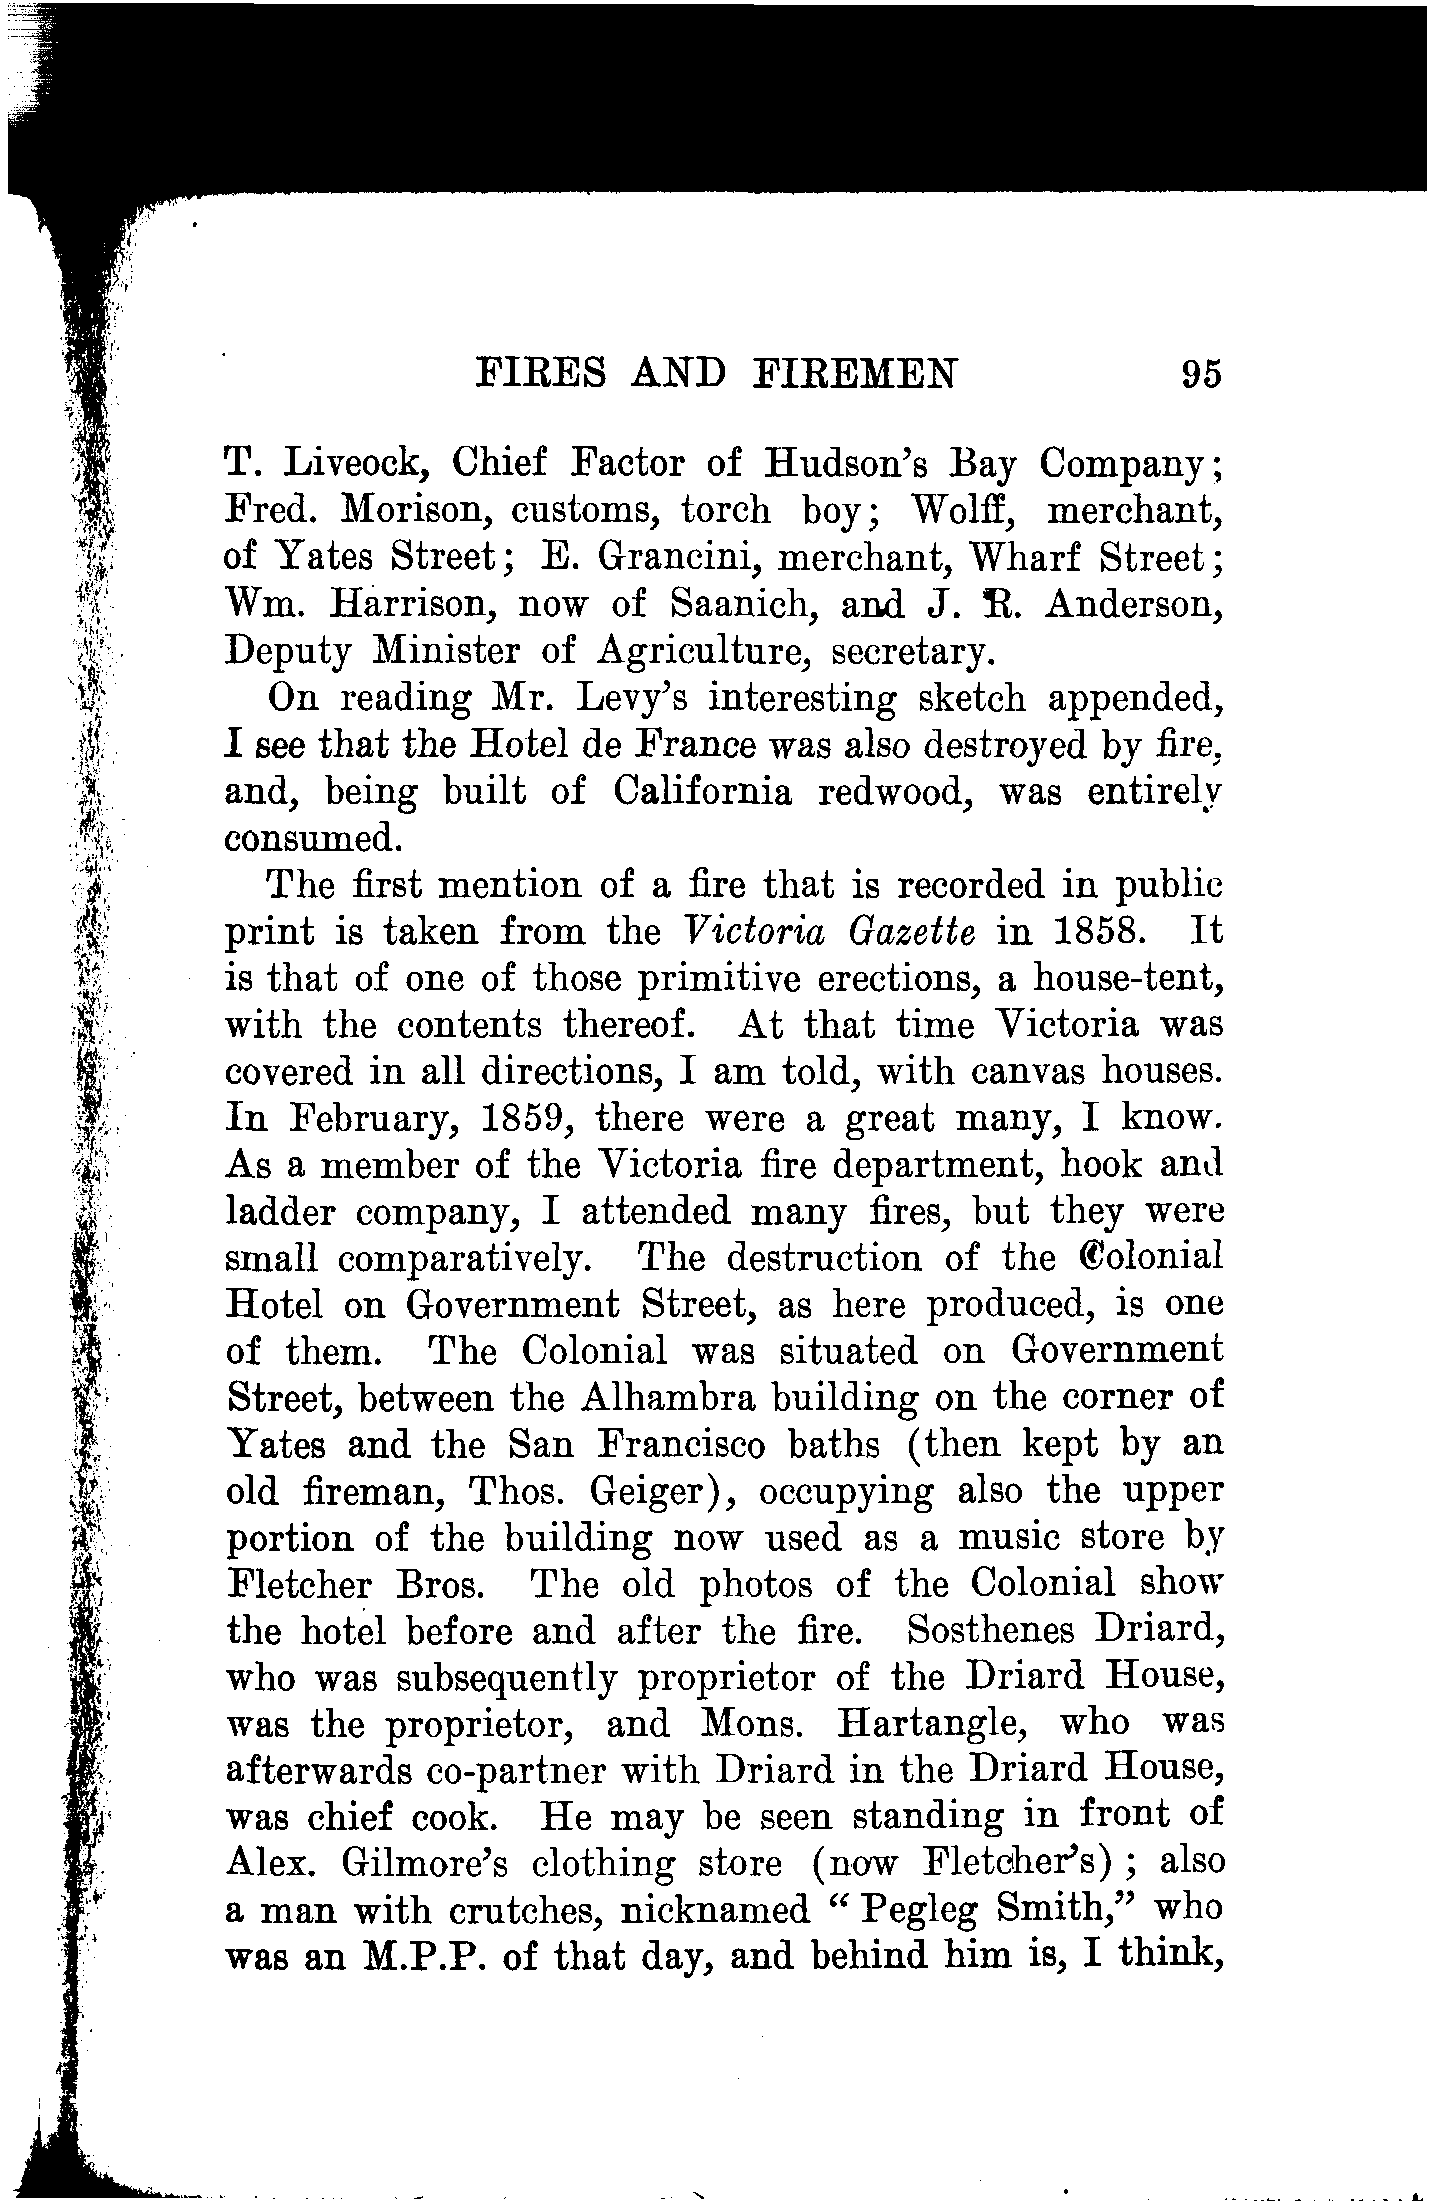 FIRES AND FIREMEN 95
T. Liveock, Chief Factor of Hudson's Bay Company;
Fred. Morison, customs, torch boy; Wolff, merchant,
of Yates Street; E. Grancini, merchant, Wharf Street;
Wm. Harrison, now of Saanich, and J. R. Anderson,
Deputy Minister of Agriculture, secretary.
On reading Mr. Levy's interesting sketch appended,
I see that the Hotel de France was also destroyed by fire,
and, being built of California redwood, was entirely
consumed.
The first mention of a fire that is recorded in public
print is taken from the Victoria Gazette in 1858. It
is that of one of those primitive erections, a house-tent,
with the contents thereof. At that time Victoria was
covered in all directions, I am told, with canvas houses.
In February, 1859, there were a great many, I know.
As a member of the Victoria fire department, hook and
ladder company, I attended many fires, but they were
small comparatively. The destruction of the Colonial
Hotel on Government Street, as here produced, is one
of them. The Colonial was situated on Government
Street, between the Alhambra building on the corner of
Yates and the San Francisco baths (then kept by an
old fireman, Thos. Geiger), occupying also the upper
portion of the building now used as a music store by
Fletcher Bros. The old photos of the Colonial show
the hotel before and after the fire. Sosthenes Driard,
who was subsequently proprietor of the Driard House,
was the proprietor, and Mons. Hartangle, who was
afterwards co-partner with Driard in the Driard House,
was chief cook. He may be seen standing in front of
Alex. Gilmore's clothing store (now Fletcher's); also
a man with crutches, nicknamed "Pegleg Smith," who
was an M.P.P. of that day, and behind him is, I think,